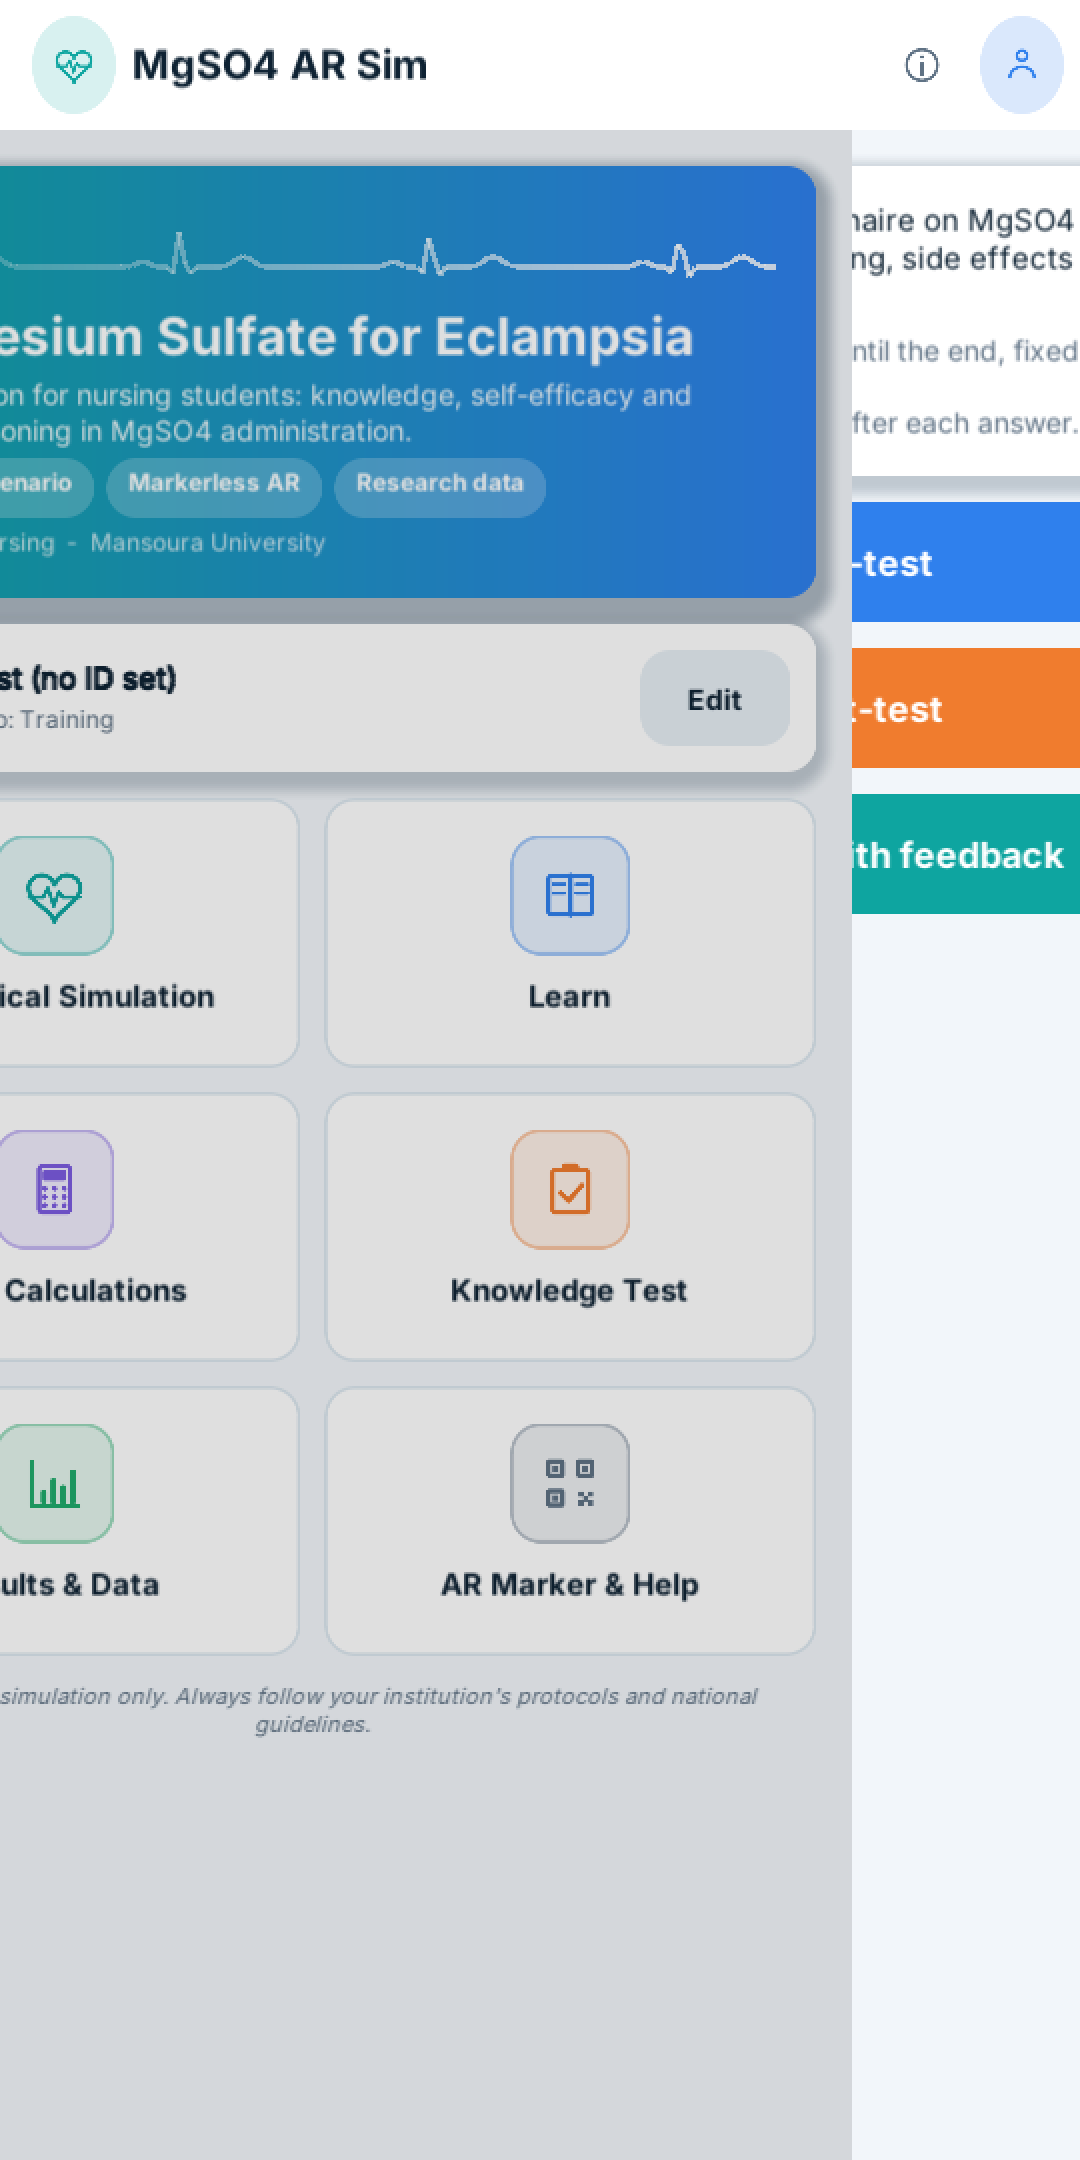 MgSO4 AR Sim
esium Sulfate for Eclampsia
on for nursing students: knowledge, self-efficacy and
oning in MgSO4 administration.
enario Markerless AR Research data
rsing - Mansoura University
st (no ID set)
p: Training
Edit
ical Simulation
Learn
Calculations
Knowledge Test
ults & Data
AR Marker & Help
simulation only. Always follow your institution's protocols and national
guidelines.
naire on MgSO4
ng, side effects
ntil the end, fixed
fter each answer.
-test
t-test
ith feedback